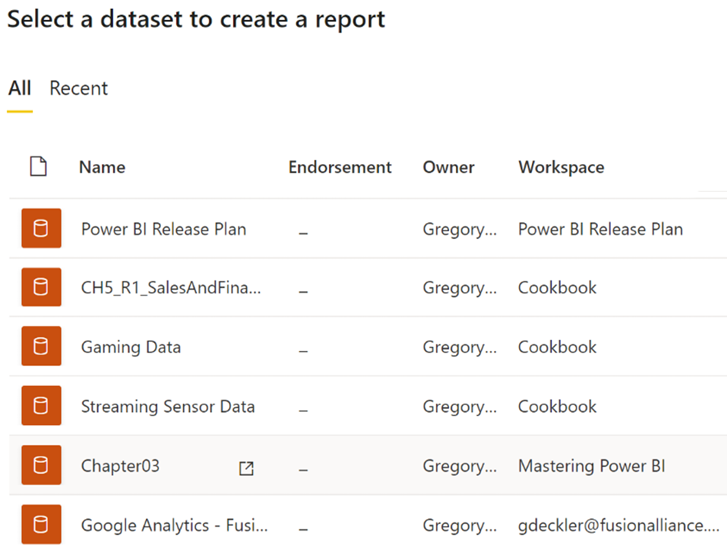 Select a dataset to create a report
All Recent
Name Endorsement Owner Workspace
Power BI Release Plan – Gregory... Power BI Release Plan
CH5_R1_SalesAndFina... – Gregory... Cookbook
Gaming Data – Gregory... Cookbook
Streaming Sensor Data – Gregory... Cookbook
Chapter03 – Gregory... Mastering Power BI
Google Analytics - Fusi... – Gregory... gdeckler@fusionalliance....